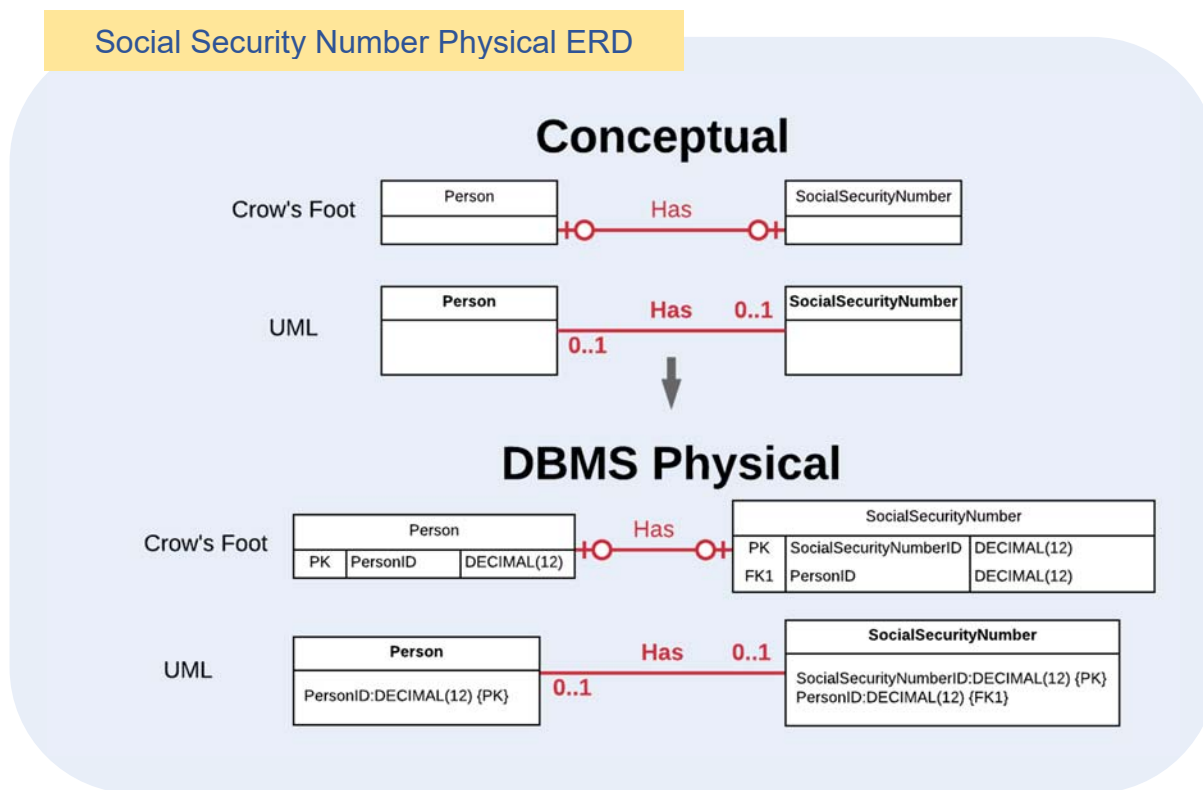 Social Security Number Physical ERD
Conceptual
Crow's Foot
Person
Has
SocialSecurityNumber
UML
Person
Has
0..1
SocialSecurityNumber
0..1
DBMS Physical
Crow's Foot
Person
PK PersonID DECIMAL(12)
Has
SocialSecurityNumber
PK SocialSecurityNumberID DECIMAL(12)
FK1 PersonID DECIMAL(12)
UML
Person
PersonID:DECIMAL(12) {PK}
Has
0..1
0..1
SocialSecurityNumber
SocialSecurityNumberID:DECIMAL(12) {PK}
PersonID:DECIMAL(12) {FK1}